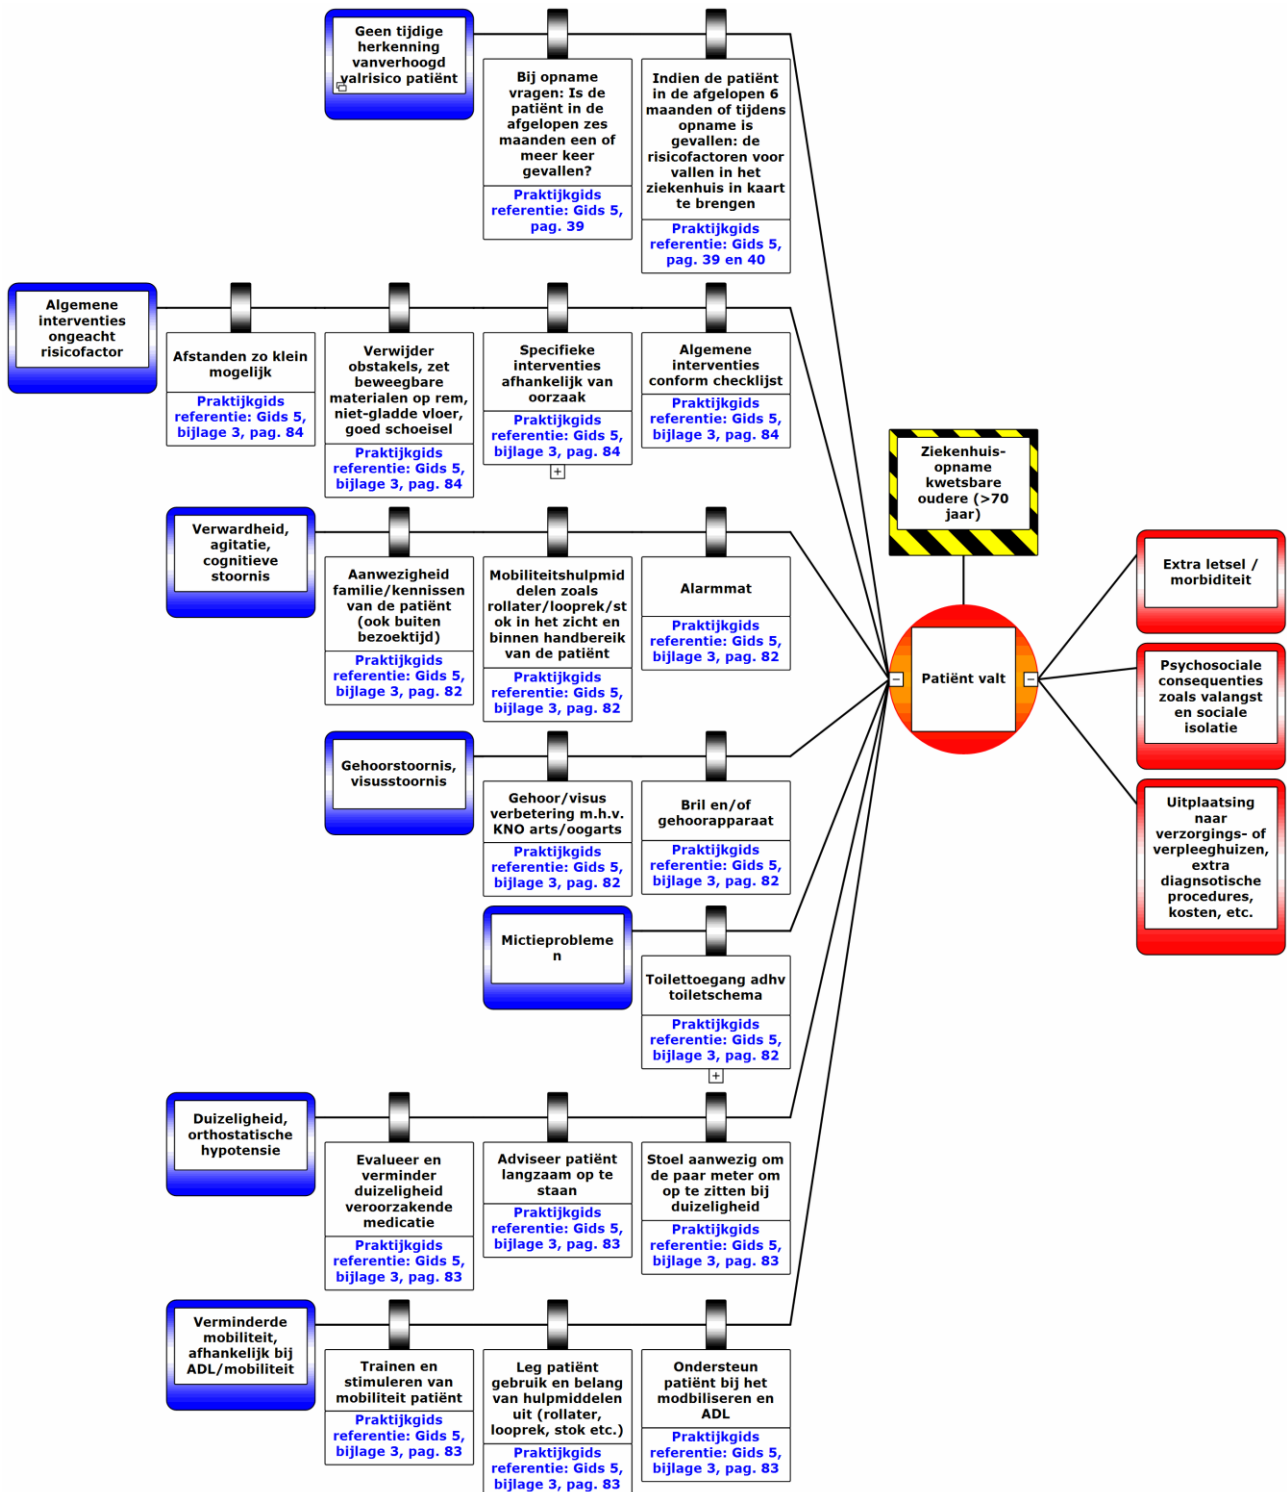 Geen tijdige
herkenning
vanverhoogd
valrisico patiënt
Bij opname
vragen: Is de
patiënt in de
afgelopen zes
maanden een of
meer keer
gevallen?
Praktijkgids
referentie: Gids 5,
pag. 39
Indien de patiënt
in de afgelopen 6
maanden of tijdens
opname is
gevallen: de
risicofactoren voor
vallen in het
ziekenhuis in kaart
te brengen
Praktijkgids
referentie: Gids 5,
pag. 39 en 40
Algemene
interventies
ongeacht
risicofactor
Afstanden zo klein
mogelijk
Praktijkgids
referentie: Gids 5,
bijlage 3, pag. 84
Verwijder
obstakels, zet
beweegbare
materialen op rem,
niet-gladde vloer,
goed schoeisel
Praktijkgids
referentie: Gids 5,
bijlage 3, pag. 84
Specifieke
interventies
afhankelijk van
oorzaak
Praktijkgids
referentie: Gids 5,
bijlage 3, pag. 84
Algemene
interventies
conform checklijst
Praktijkgids
referentie: Gids 5,
bijlage 3, pag. 84
Verwardheid,
agitatie,
cognitieve
stoornis
Aanwezigheid
familie/kennissen
van de patiënt
(ook buiten
bezoektijd)
Praktijkgids
referentie: Gids 5,
bijlage 3, pag. 82
Mobiliteitshulpmid
delen zoals
rollater/looprek/st
ok in het zicht en
binnen handbereik
van de patiënt
Praktijkgids
referentie: Gids 5,
bijlage 3, pag. 82
Alarmmat
Praktijkgids
referentie: Gids 5,
bijlage 3, pag. 82
Gehoorstoornis,
visusstoornis
Gehoor/visus
verbetering m.h.v.
KNO arts/oogarts
Praktijkgids
referentie: Gids 5,
bijlage 3, pag. 82
Bril en/of
gehoorapparaat
Praktijkgids
referentie: Gids 5,
bijlage 3, pag. 82
Mictieprobleme
n
Toilettoegang adhv
toiletschema
Praktijkgids
referentie: Gids 5,
bijlage 3, pag. 82
Duizeligheid,
orthostatische
hypotensie
Evalueer en
verminder
duizeligheid
veroorzakende
medicatie
Praktijkgids
referentie: Gids 5,
bijlage 3, pag. 83
Adviseer patiënt
langzaam op te
staan
Praktijkgids
referentie: Gids 5,
bijlage 3, pag. 83
Stoel aanwezig om
de paar meter om
op te zitten bij
duizeligheid
Praktijkgids
referentie: Gids 5,
bijlage 3, pag. 83
Verminderde
mobiliteit,
afhankelijk bij
ADL/mobiliteit
Trainen en
stimuleren van
mobiliteit patiënt
Praktijkgids
referentie: Gids 5,
bijlage 3, pag. 83
Leg patiënt
gebruik en belang
van hulpmiddelen
uit (rollater,
looprek, stok etc.)
Praktijkgids
referentie: Gids 5,
bijlage 3, pag. 83
Ondersteun
patiënt bij het
modbiliseren en
ADL
Praktijkgids
referentie: Gids 5,
bijlage 3, pag. 83
Ziekenhuis-
opname
kwetsbare
oudere (>70
jaar)
Patiënt valt
Extra letsel /
morbiditeit
Psychosociale
consequenties
zoals valangst
en sociale
isolatie
Uitplaatsing
naar
verzorgings- of
verpleeghuizen,
extra
diagnsotische
procedures,
kosten, etc.